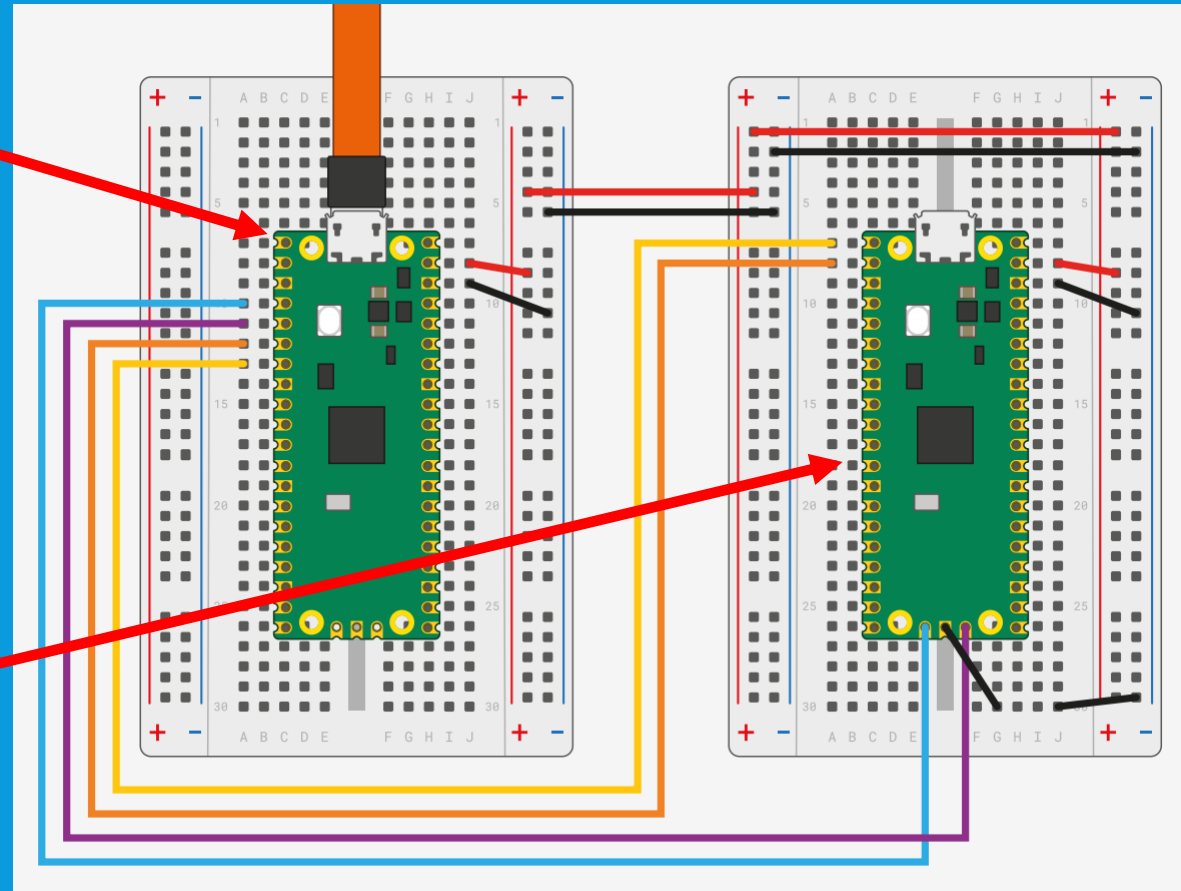 + − A B C D E F G H I J + − + − A B C D E F G H I J + −
1 1 1 1
5 5 5 5
10 10 10 10
15 15 15 15
20 20 20 20
25 25 25 25
30 30 30 30
+ − A B C D E F G H I J + − + − A B C D E F G H I J + −